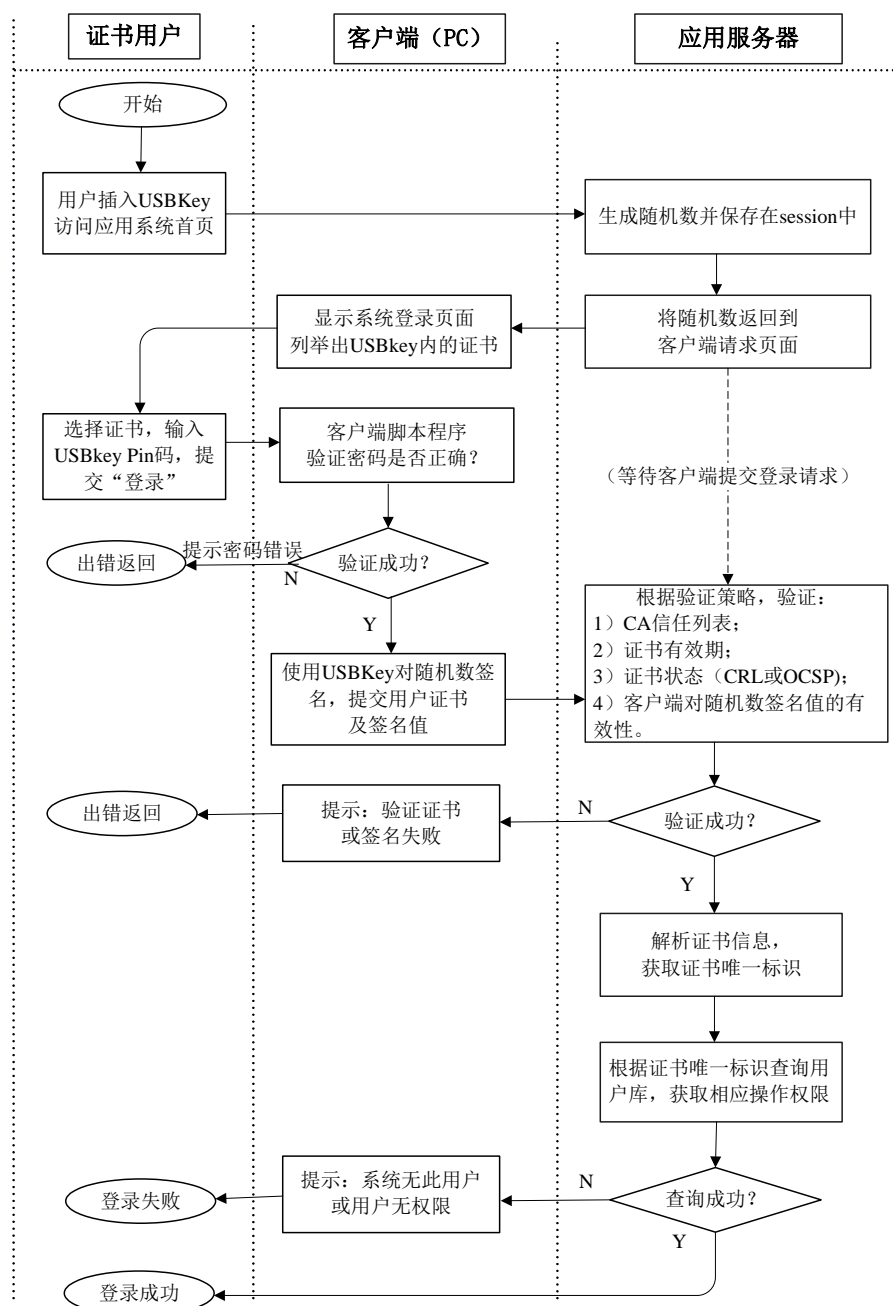 证书用户
客户端（PC）
应用服务器
开始
用户插入USBKey
访问应用系统首页
生成随机数并保存在session中
将随机数返回到
客户端请求页面
显示系统登录页面
列举出USBkey内的证书
选择证书，输入
USBkey Pin码，提
交“登录”
客户端脚本程序
验证密码是否正确？
（等待客户端提交登录请求）
验证成功？
提示密码错误
N
出错返回
Y
使用USBKey对随机数签
名，提交用户证书
及签名值
根据验证策略，验证：
1）CA信任列表；
2）证书有效期；
3）证书状态（CRL或OCSP)；
4）客户端对随机数签名值的有
效性。
验证成功？
N
提示：验证证书
或签名失败
出错返回
Y
解析证书信息，
获取证书唯一标识
根据证书唯一标识查询用
户库，获取相应操作权限
查询成功？
N
提示：系统无此用户
或用户无权限
登录失败
Y
登录成功